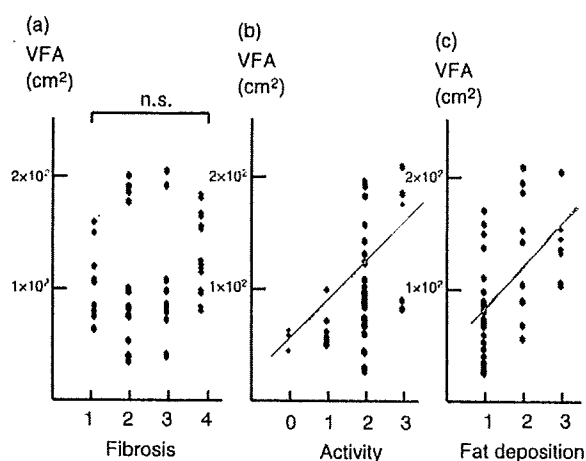 (a)
VFA
(cm²)
n.s.
2×10²
1×10²
1 2 3 4
Fibrosis
(b)
VFA
(cm²)
2×10²
1×10²
0 1 2 3
Activity
(c)
VFA
(cm²)
2×10²
1×10²
1 2 3
Fat deposition